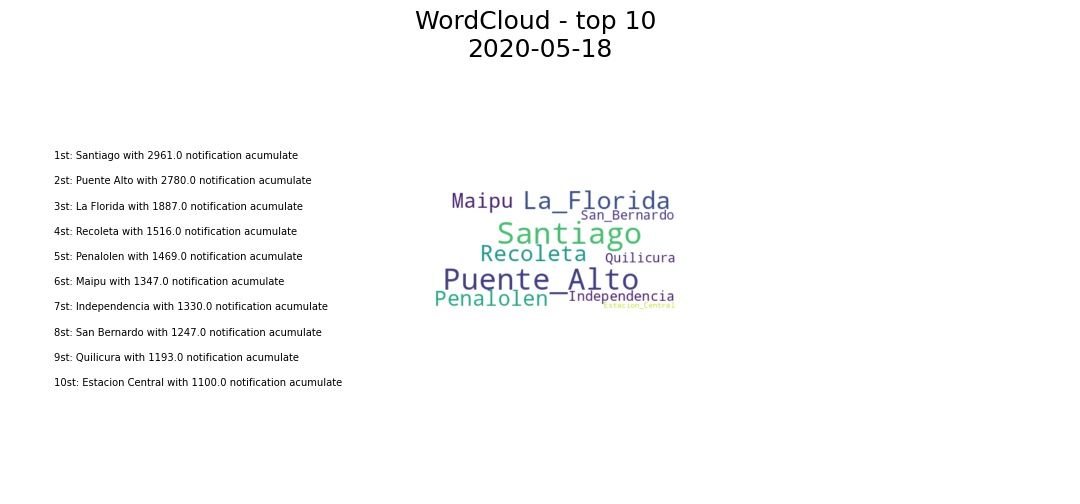 WordCloud - top 10
2020-05-18
1st: Santiago with 2961.0 notification acumulate
2st: Puente Alto with 2780.0 notification acumulate
3st: La Florida with 1887.0 notification acumulate
4st: Recoleta with 1516.0 notification acumulate
5st: Penalolen with 1469.0 notification acumulate
6st: Maipu with 1347.0 notification acumulate
7st: Independencia with 1330.0 notification acumulate
8st: San Bernardo with 1247.0 notification acumulate
9st: Quilicura with 1193.0 notification acumulate
10st: Estacion Central with 1100.0 notification acumulate
Maipu La_Florida
San_Bernardo
Santiago
Recoleta Quilicura
Puente_Alto
Penalolen Independencia
Estacion_Central